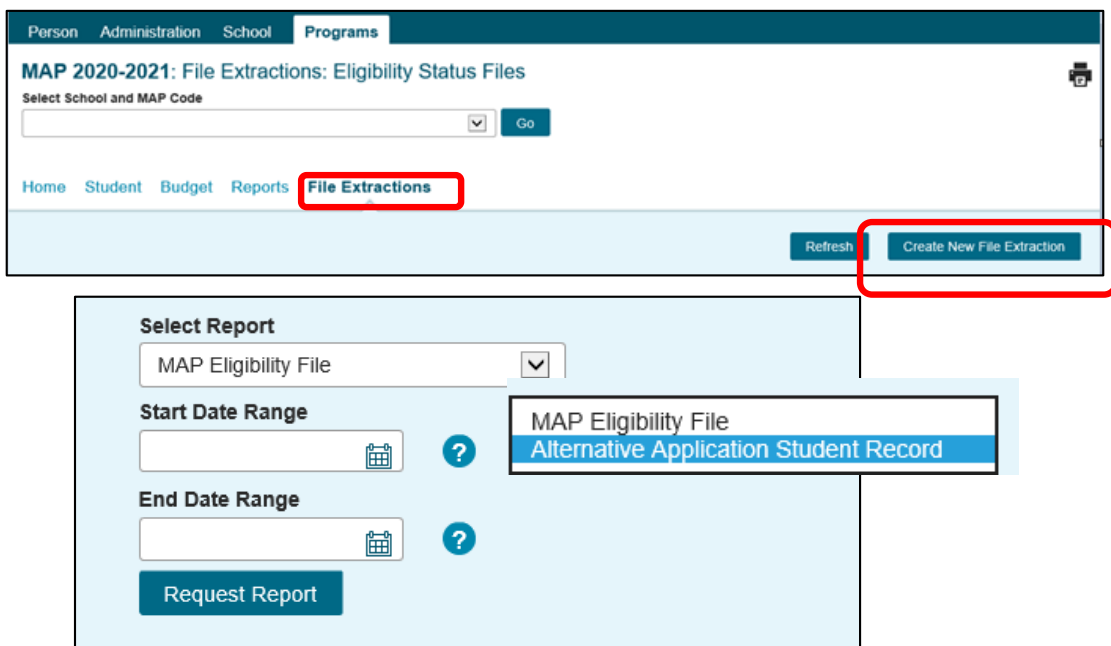 Person Administration School Programs
MAP 2020-2021: File Extractions: Eligibility Status Files
Select School and MAP Code
Go
Home Student Budget Reports File Extractions
Refresh Create New File Extraction
Select Report
MAP Eligibility File
Start Date Range
?
MAP Eligibility File
Alternative Application Student Record
End Date Range
?
Request Report